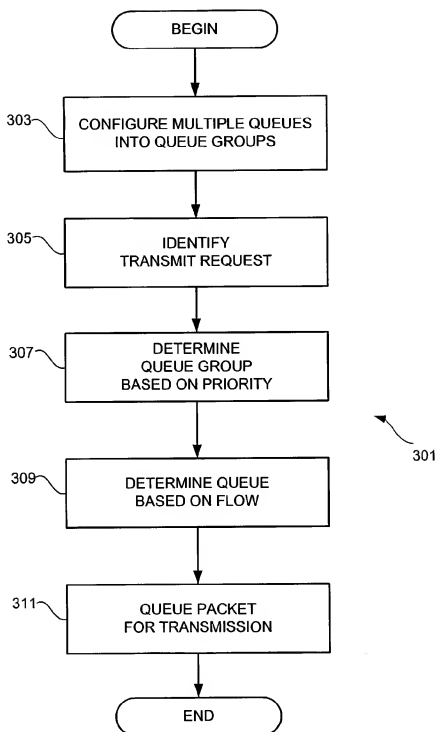 BEGIN
303
CONFIGURE MULTIPLE QUEUES
INTO QUEUE GROUPS
305
IDENTIFY
TRANSMIT REQUEST
307
DETERMINE
QUEUE GROUP
BASED ON PRIORITY
301
309
DETERMINE QUEUE
BASED ON FLOW
311
QUEUE PACKET
FOR TRANSMISSION
END